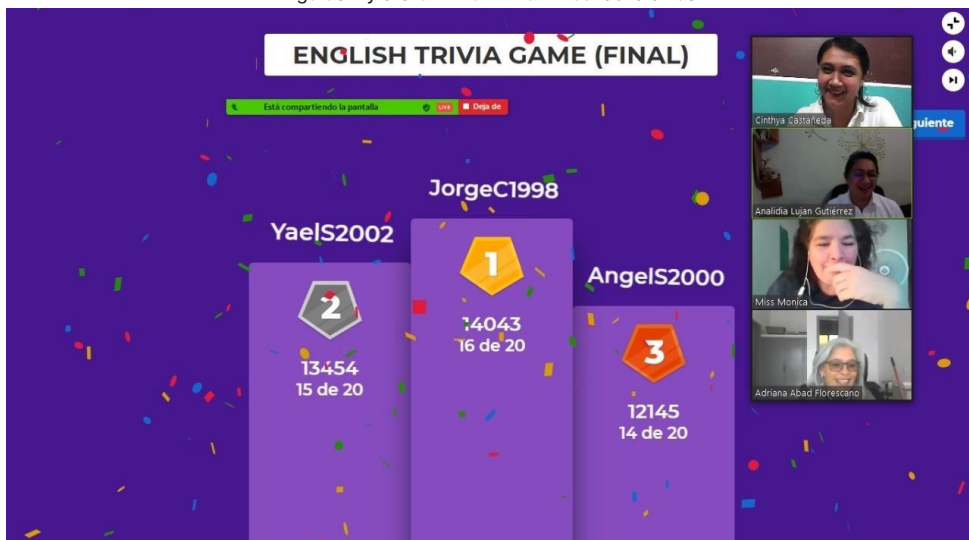 ENGLISH TRIVIA GAME (FINAL)
Está compartiendo la pantalla
LIVE
Deja de
guiente
JorgeC1998
1
14043
16 de 20
YaelS2002
2
13454
15 de 20
AngelS2000
3
12145
14 de 20
Cinthya Castañeda
Analidia Lujan Gutiérrez
Miss Monica
Adriana Abad Florescano